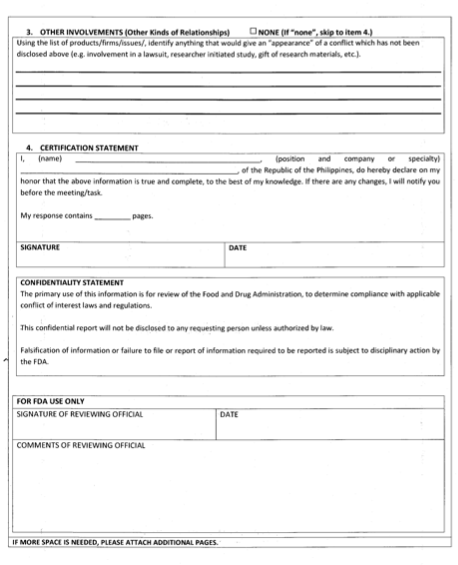 3. OTHER INVOLVEMENTS (Other Kinds of Relationships) ☐NONE (If "none", skip to item 4.)
Using the list of products/firms/issues/, identify anything that would give an "appearance" of a conflict which has not been
disclosed above (e.g. involvement in a lawsuit, researcher initiated study, gift of research materials, etc.).
4. CERTIFICATION STATEMENT
I, (name) ____________________, (position and company or specialty)
____________________, of the Republic of the Philippines, do hereby declare on my
honor that the above information is true and complete, to the best of my knowledge. If there are any changes, I will notify you
before the meeting/task.
My response contains ________ pages.
SIGNATURE DATE
CONFIDENTIALITY STATEMENT
The primary use of this information is for review of the Food and Drug Administration, to determine compliance with applicable
conflict of interest laws and regulations.
This confidential report will not be disclosed to any requesting person unless authorized by law.
Falsification of information or failure to file or report of information required to be reported is subject to disciplinary action by
the FDA.
FOR FDA USE ONLY
SIGNATURE OF REVIEWING OFFICIAL DATE
COMMENTS OF REVIEWING OFFICIAL
IF MORE SPACE IS NEEDED, PLEASE ATTACH ADDITIONAL PAGES.